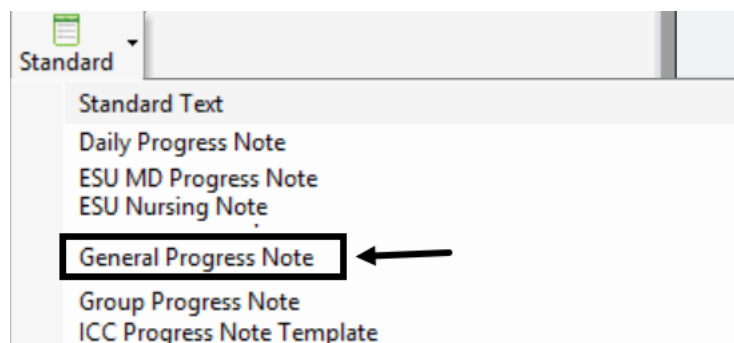 Standard
Standard Text
Daily Progress Note
ESU MD Progress Note
ESU Nursing Note
General Progress Note
Group Progress Note
ICC Progress Note Template